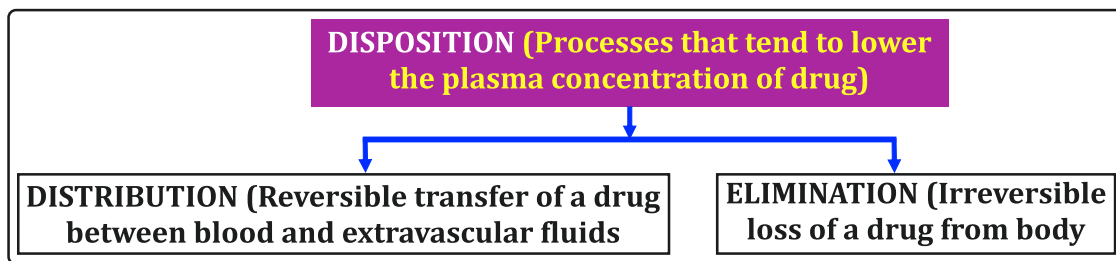 DISPOSITION (Processes that tend to lower
the plasma concentration of drug)
DISTRIBUTION (Reversible transfer of a drug
between blood and extravascular fluids
ELIMINATION (Irreversible
loss of a drug from body